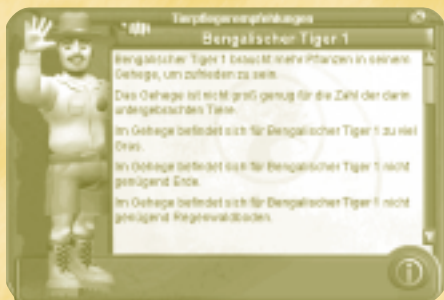 Tierpflegerempfehlungen
Bengalischer Tiger 1
Bengalischer Tiger 1 braucht mehr Pflanzen in seinem
Gehege, um zufrieden zu sein.
Das Gehege ist nicht groß genug für die Zahl der darin
untergebrachten Tiere.
Im Gehege befindet sich für Bengalischer Tiger 1 zu viel
Gras.
Im Gehege befindet sich für Bengalischer Tiger 1 nicht
genügend Erde.
Im Gehege befindet sich für Bengalischer Tiger 1 nicht
genügend Regenwaldboden.